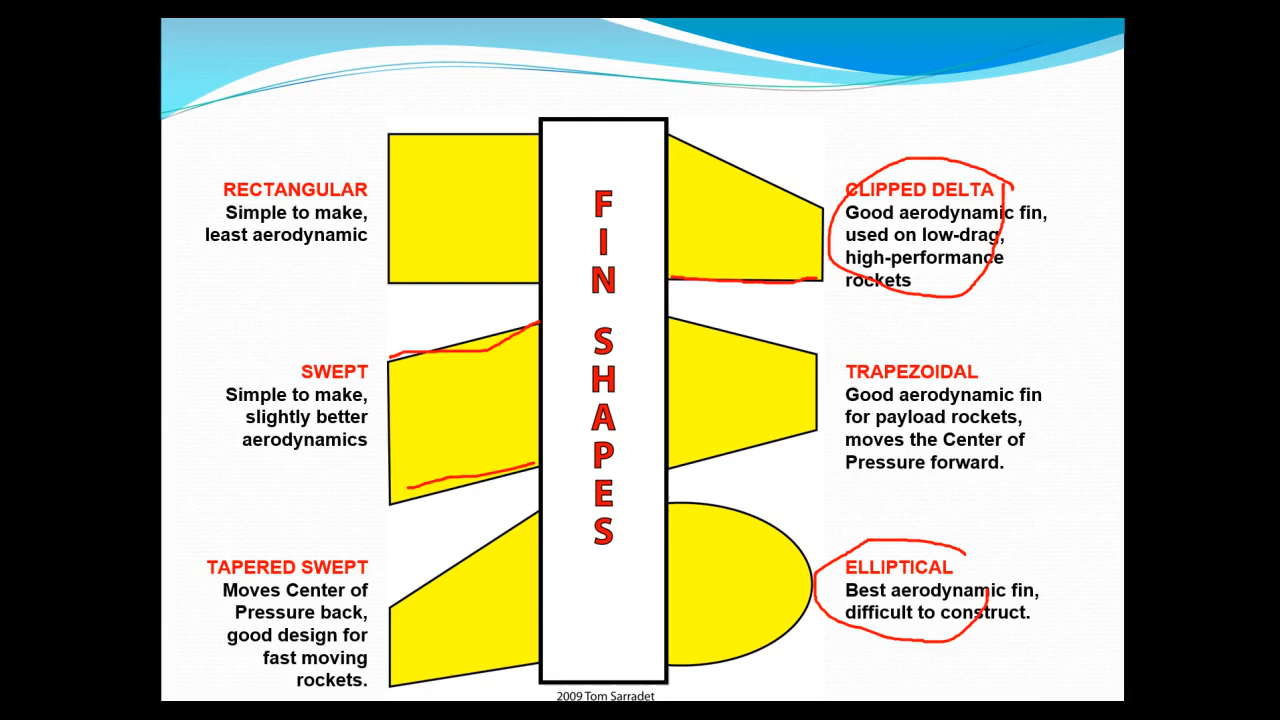 RECTANGULAR
Simple to make,
least aerodynamic
SWEPT
Simple to make,
slightly better
aerodynamics
TAPERED SWEPT
Moves Center of
Pressure back,
good design for
fast moving
rockets.
FIN SHAPES
CLIPPED DELTA
Good aerodynamic fin,
used on low-drag,
high-performance
rockets
TRAPEZOIDAL
Good aerodynamic fin
for payload rockets,
moves the Center of
Pressure forward.
ELLIPTICAL
Best aerodynamic fin,
difficult to construct.
2009 Tom Sarradet